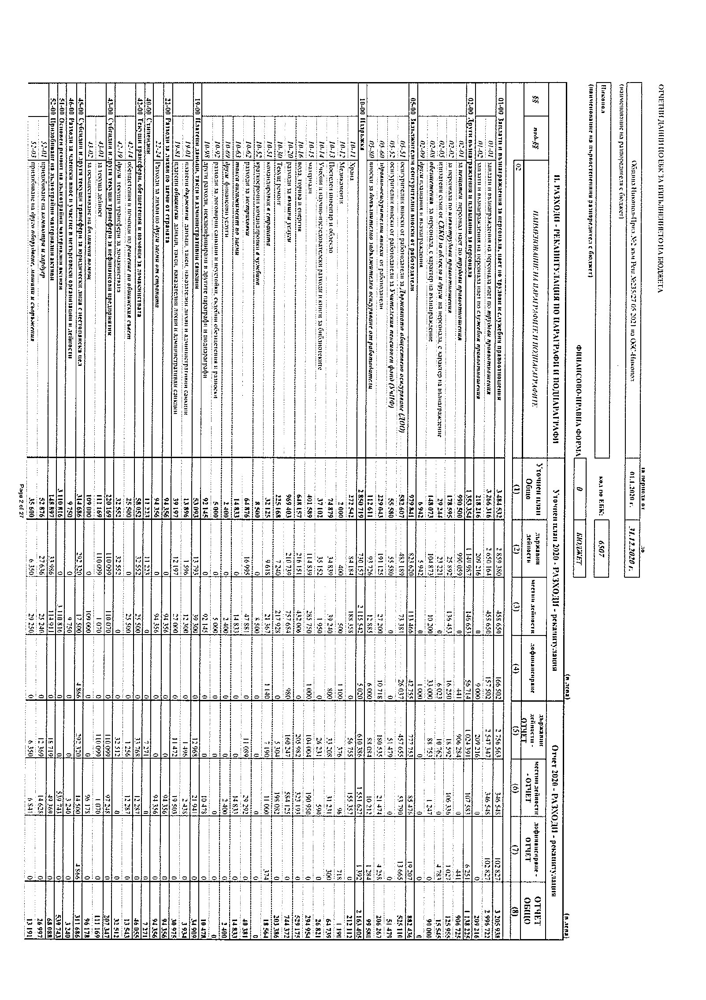 ОТЧЕТНИ ДАННИ ПО ЕБК ЗА ИЗПЪЛНЕНИЕТО НА БЮДЖЕТА
за периода от до
Община Никопол-Прил.№2 към Реш.№235/27.05.2021 на ОбС-Никопол 01.1.2020 г. 31.12.2020 г.
(наименование на разпоредителя с бюджет)
Никопол код по ЕБК: 6507
(наименование на първостепенния разпоредител с бюджет)
ФИНАНСОВО-ПРАВНА ФОРМА 0 БЮДЖЕТ
(в лева) (в лева)
II. РАЗХОДИ - РЕКАПИТУЛАЦИЯ ПО ПАРАГРАФИ И ПОДПАРАГРАФИ Уточнен план 2020 - РАЗХОДИ - рекапитулация Отчет 2020 - РАЗХОДИ - рекапитулация
§§ под-§§ НАИМЕНОВАНИЕ НА ПАРАГРАФИТЕ И ПОДПАРАГРАФИТЕ Уточнен план Общо държавни дейности местни дейности дофинансиране държавни дейности - ОТЧЕТ местни дейности - ОТЧЕТ дофинансиране - ОТЧЕТ ОТЧЕТ ОБЩО
02 (1) (2) (3) (4) (5) (6) (7) (8)
01-00 Заплати и възнаграждения за персонала, нает по трудови и служебни правоотношения 3 484 532 2 859 380 458 650 166 502 2 756 563 346 548 102 827 3 205 938
01-01 заплати и възнаграждения на персонала нает по трудови правоотношения 3 266 316 2 650 164 458 650 157 502 2 547 347 346 548 102 827 2 996 722
01-02 заплати и възнаграждения на персонала нает по служебни правоотношения 218 216 209 216 0 9 000 209 216 0 0 209 216
02-00 Други възнаграждения и плащания за персонала 1 353 354 1 149 987 146 653 56 714 1 024 391 107 583 6 251 1 138 225
02-01 за нещатен персонал нает по трудови правоотношения 990 500 990 059 0 441 906 284 0 441 906 725
02-02 за персонала по извънтрудови правоотношения 178 595 25 892 136 453 16 250 18 592 106 336 1 027 125 955
02-05 изплатени суми от СБКО за облекло и други на персонала, с характер на възнаграждение 29 244 23 221 0 6 023 10 762 0 4 783 15 545
02-08 обезщетения за персонала, с характер на възнаграждение 148 073 104 873 10 200 33 000 88 753 1 247 0 90 000
02-09 други плащания и възнаграждения 6 942 5 942 0 1 000 0 0 0 0
05-00 Задължителни осигурителни вноски от работодатели 979 841 823 620 113 466 42 755 777 753 85 476 19 207 882 436
05-51 осигурителни вноски от работодатели за Държавното обществено осигуряване (ДОО) 582 607 483 189 73 381 26 037 457 655 53 790 13 665 525 110
05-52 осигурителни вноски от работодатели за Учителския пенсионен фонд (УчПФ) 55 580 55 580 0 0 51 479 0 0 51 479
05-60 здравно-осигурителни вноски от работодатели 229 043 191 125 27 200 10 718 180 535 21 474 4 258 206 267
05-80 вноски за допълнително задължително осигуряване от работодатели 112 611 93 726 12 885 6 000 88 084 10 212 1 284 99 580
10-00 Издръжка 2 850 719 730 157 2 115 542 5 020 610 386 1 551 627 1 392 2 163 405
10-11 Храна 272 542 84 184 188 358 0 56 755 155 357 0 212 112
10-12 Медикаменти 2 000 400 500 1 100 376 96 718 1 190
10-13 Постелен инвентар и облекло 74 879 34 839 39 240 800 33 208 31 231 300 64 739
10-14 Учебни и научно-изследователски разходи и книги за библиотеките 37 102 35 152 1 950 0 26 231 590 0 26 821
10-15 материали 401 589 114 839 285 750 1 000 104 004 190 950 0 294 954
10-16 вода, горива и енергия 648 157 216 151 432 006 0 205 982 323 193 0 529 175
10-20 разходи за външни услуги 969 403 210 739 757 684 980 160 247 584 125 0 744 372
10-30 Текущ ремонт 225 168 7 240 217 928 0 5 304 198 082 0 203 386
10-51 командировки в страната 32 125 9 618 21 367 1 140 7 190 11 000 374 18 564
10-52 краткосрочни командировки в чужбина 8 500 0 8 500 0 0 0 0 0
10-62 разходи за застраховки 64 876 16 995 47 881 0 11 089 29 292 0 40 381
10-63 такса ангажимент по заеми 14 833 0 14 833 0 0 14 833 0 14 833
10-69 други финансови услуги 2 400 0 2 400 0 0 2 400 0 2 400
10-92 разходи за договорни санкции и неустойки, съдебни обезщетения и разноски 5 000 0 5 000 0 0 0 0 0
10-98 други разходи, некласифицирани в другите параграфи и подпараграфи 92 145 0 92 145 0 0 10 478 0 10 478
19-00 Платени данъци, такси и административни санкции 53 093 13 793 39 300 0 12 968 21 941 0 34 909
19-01 платени държавни данъци, такси, наказателни лихви и административни санкции 13 896 1 596 12 300 0 1 496 2 438 0 3 934
19-81 платени общински данъци, такси, наказателни лихви и административни санкции 39 197 12 197 27 000 0 11 472 19 503 0 30 975
22-00 Разходи за лихви по заеми от страната 94 356 0 94 356 0 0 94 356 0 94 356
22-24 Разходи за лихви по други заеми от страната 94 356 0 94 356 0 0 94 356 0 94 356
40-00 Стипендии 11 223 11 223 0 0 7 271 0 0 7 271
42-00 Текущи трансфери, обезщетения и помощи за домакинствата 58 052 32 552 25 500 0 33 768 12 287 0 46 055
42-14 обезщетения и помощи по решение на общинския съвет 25 500 0 25 500 0 1 256 12 287 0 13 543
42-19 други текущи трансфери за домакинствата 32 552 32 552 0 0 32 512 0 0 32 512
43-00 Субсидии и други текущи трансфери за нефинансови предприятия 220 169 110 099 110 070 0 110 099 97 248 0 207 347
43-01 за текуща дейност 111 169 110 099 1 070 0 110 099 1 070 0 111 169
43-02 за осъществяване на болнична помощ 109 000 0 109 000 0 0 96 178 0 96 178
45-00 Субсидии и други текущи трансфери за юридически лица с нестопанска цел 314 686 292 320 17 500 4 866 292 320 14 500 4 866 311 686
46-00 Разходи за членски внос и участие в нетърговски организации и дейности 9 750 0 9 750 0 0 3 240 0 3 240
51-00 Основен ремонт на дълготрайни материални активи 3 110 816 0 3 110 816 0 0 539 743 0 539 743
52-00 Придобиване на дълготрайни материални активи 148 897 33 986 114 911 0 18 719 49 369 0 68 088
52-01 придобиване на компютри и хардуер 52 876 27 636 25 240 0 12 369 14 628 0 26 997
52-03 придобиване на друго оборудване, машини и съоръжения 35 600 6 350 29 250 0 6 350 6 841 0 13 191
Page 2 of 27